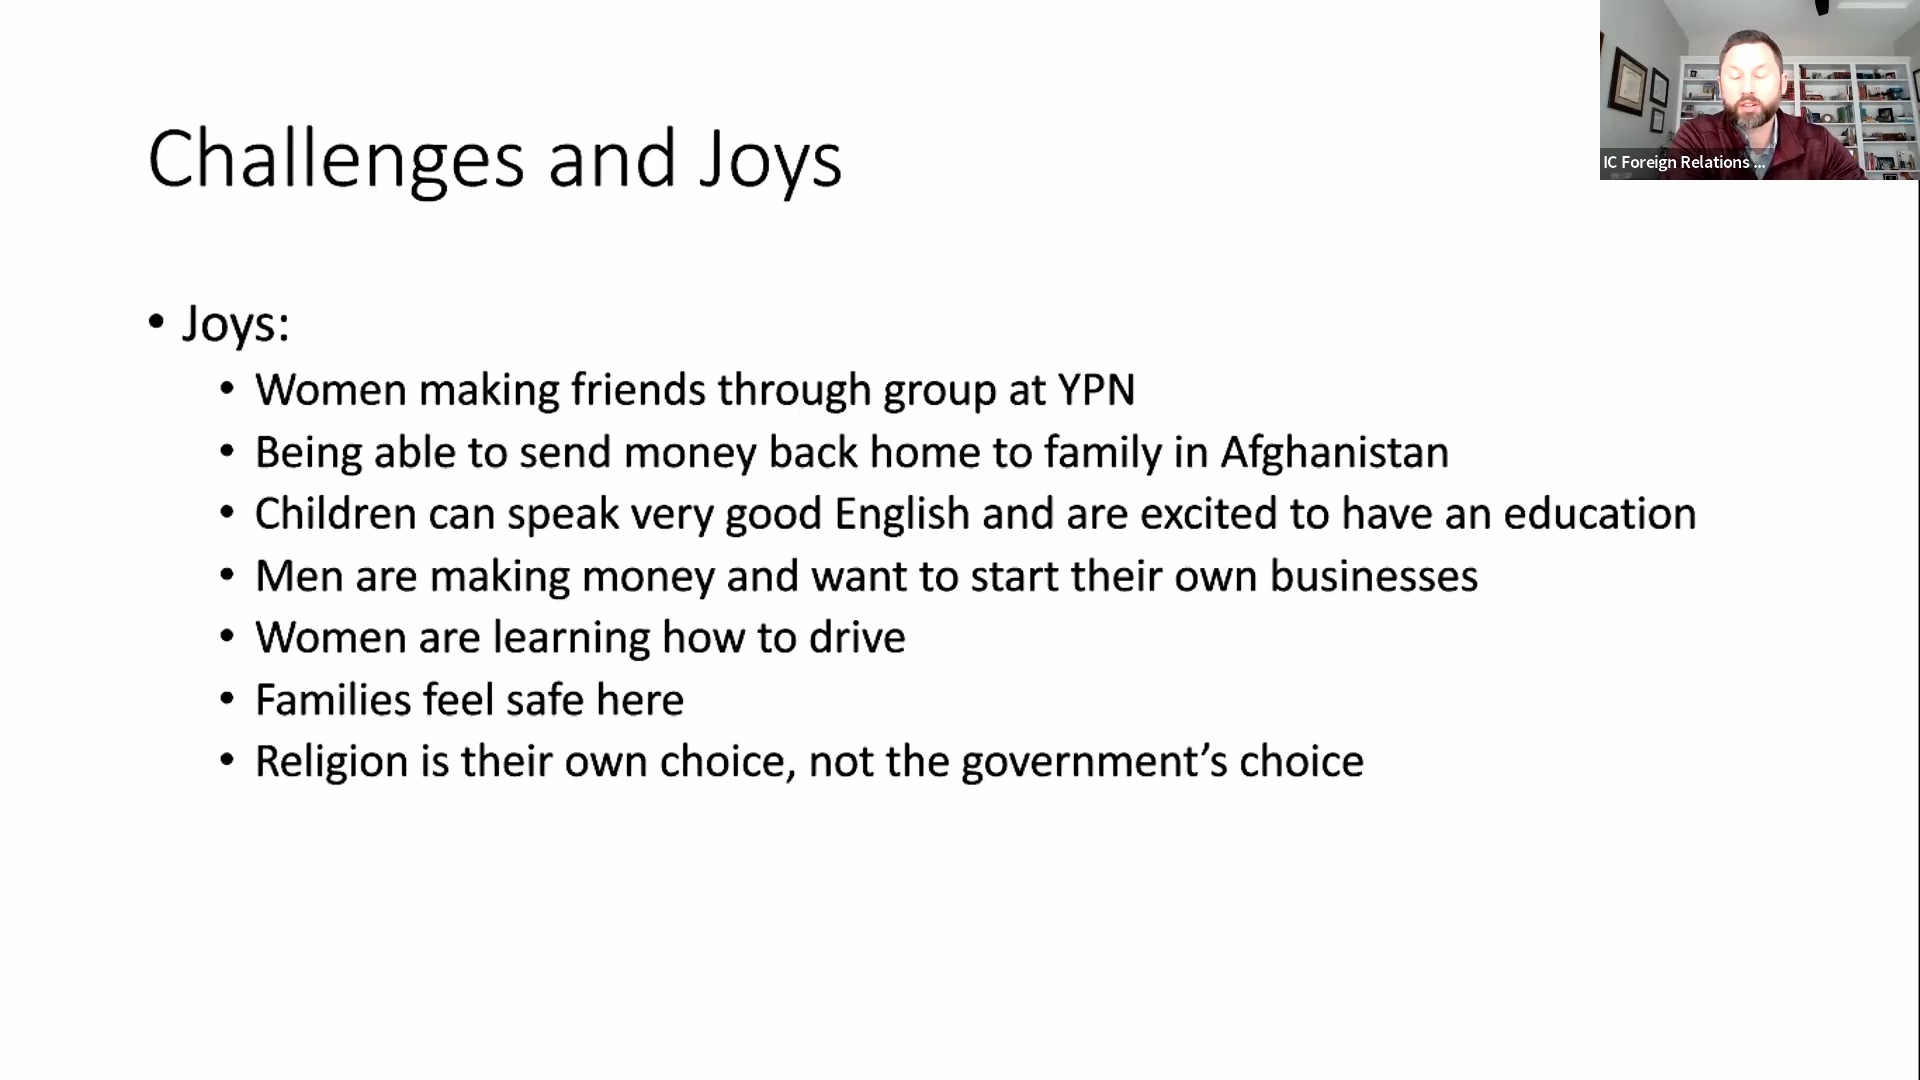 Challenges and Joys
• Joys:
• Women making friends through group at YPN
• Being able to send money back home to family in Afghanistan
• Children can speak very good English and are excited to have an education
• Men are making money and want to start their own businesses
• Women are learning how to drive
• Families feel safe here
• Religion is their own choice, not the government’s choice
IC Foreign Relations ...